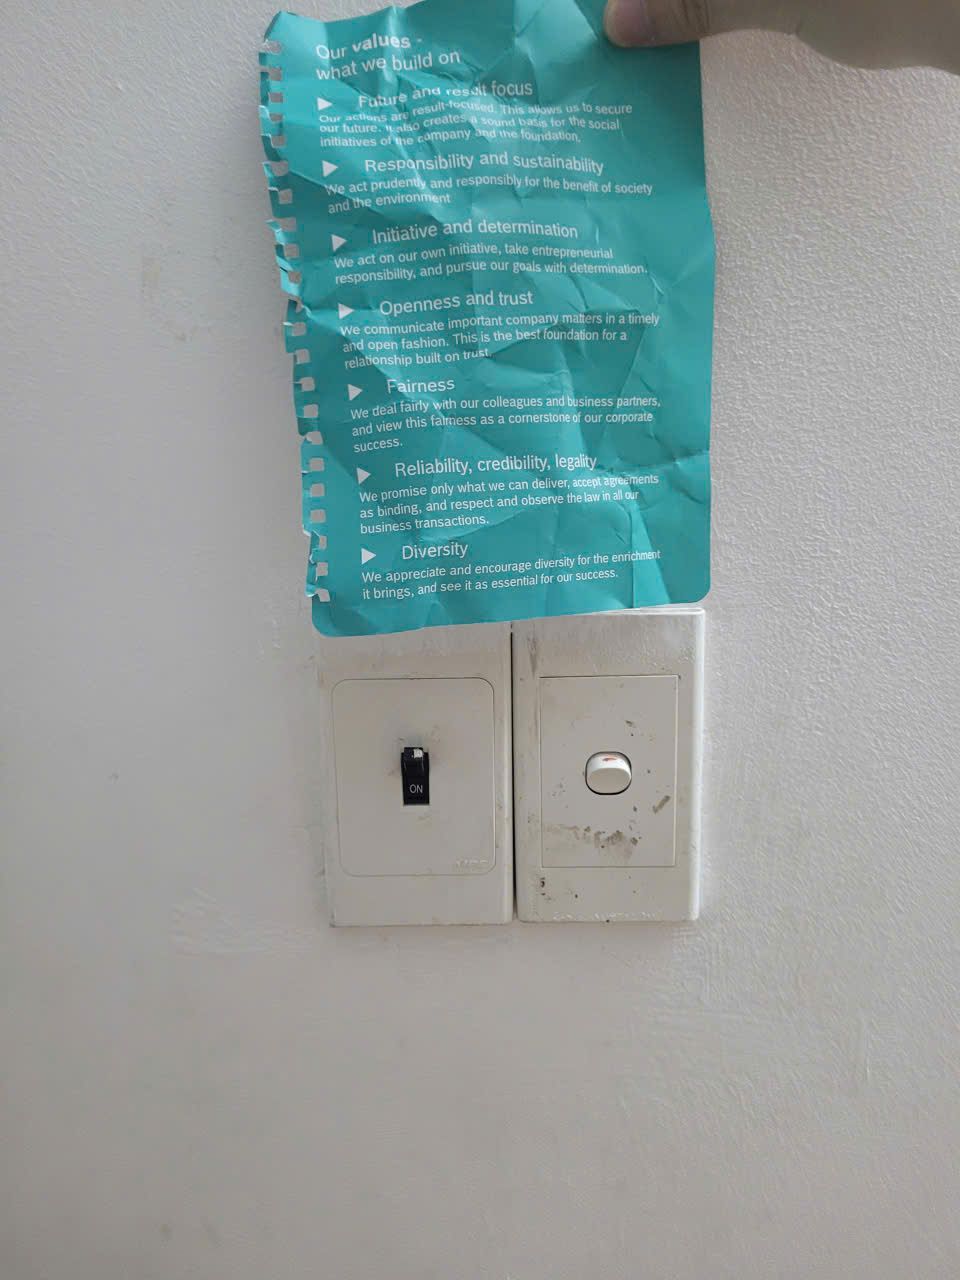 Our values -
what we build on
Future and result focus
Our actions are result-focused. This allows us to secure
our future. It also creates a sound basis for the social
initiatives of the company and the foundation.
Responsibility and sustainability
We act prudently and responsibly for the benefit of society
and the environment
Initiative and determination
We act on our own initiative, take entrepreneurial
responsibility, and pursue our goals with determination.
Openness and trust
We communicate important company matters in a timely
and open fashion. This is the best foundation for a
relationship built on trust.
Fairness
We deal fairly with our colleagues and business partners,
and view this fairness as a cornerstone of our corporate
success.
Reliability, credibility, legality
We promise only what we can deliver, accept agreements
as binding, and respect and observe the law in all our
business transactions.
Diversity
We appreciate and encourage diversity for the enrichment
it brings, and see it as essential for our success.
ON